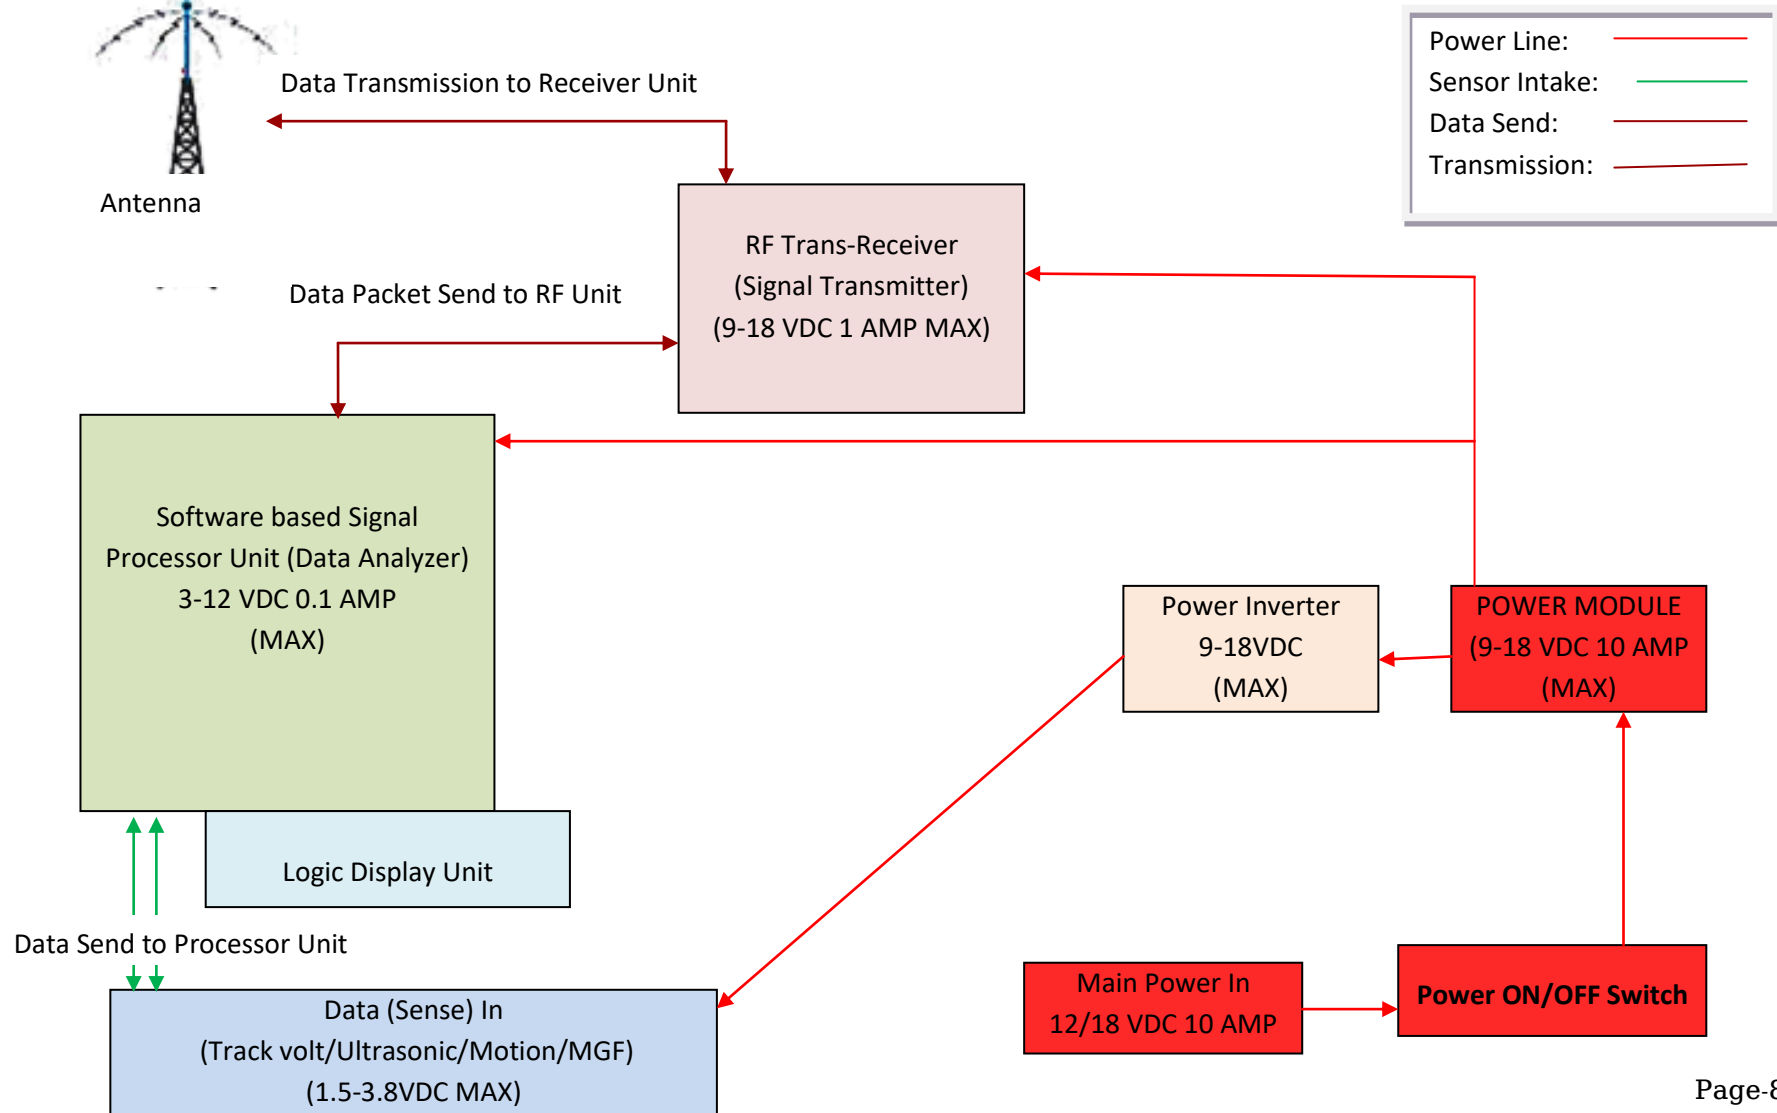 Data Transmission to Receiver Unit
Antenna
Power Line:
Sensor Intake:
Data Send:
Transmission:
RF Trans-Receiver
(Signal Transmitter)
(9-18 VDC 1 AMP MAX)
Data Packet Send to RF Unit
Software based Signal
Processor Unit (Data Analyzer)
3-12 VDC 0.1 AMP
(MAX)
Power Inverter
9-18VDC
(MAX)
POWER MODULE
(9-18 VDC 10 AMP
(MAX)
Logic Display Unit
Data Send to Processor Unit
Data (Sense) In
(Track volt/Ultrasonic/Motion/MGF)
(1.5-3.8VDC MAX)
Main Power In
12/18 VDC 10 AMP
Power ON/OFF Switch
Page-8